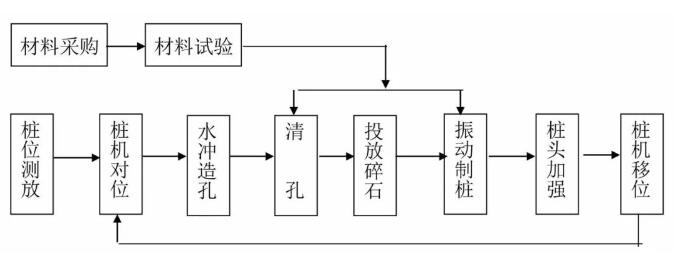 材料采购
材料试验
桩位测放
桩机对位
水冲造孔
清孔
投放碎石
振动制桩
桩头加强
桩机移位